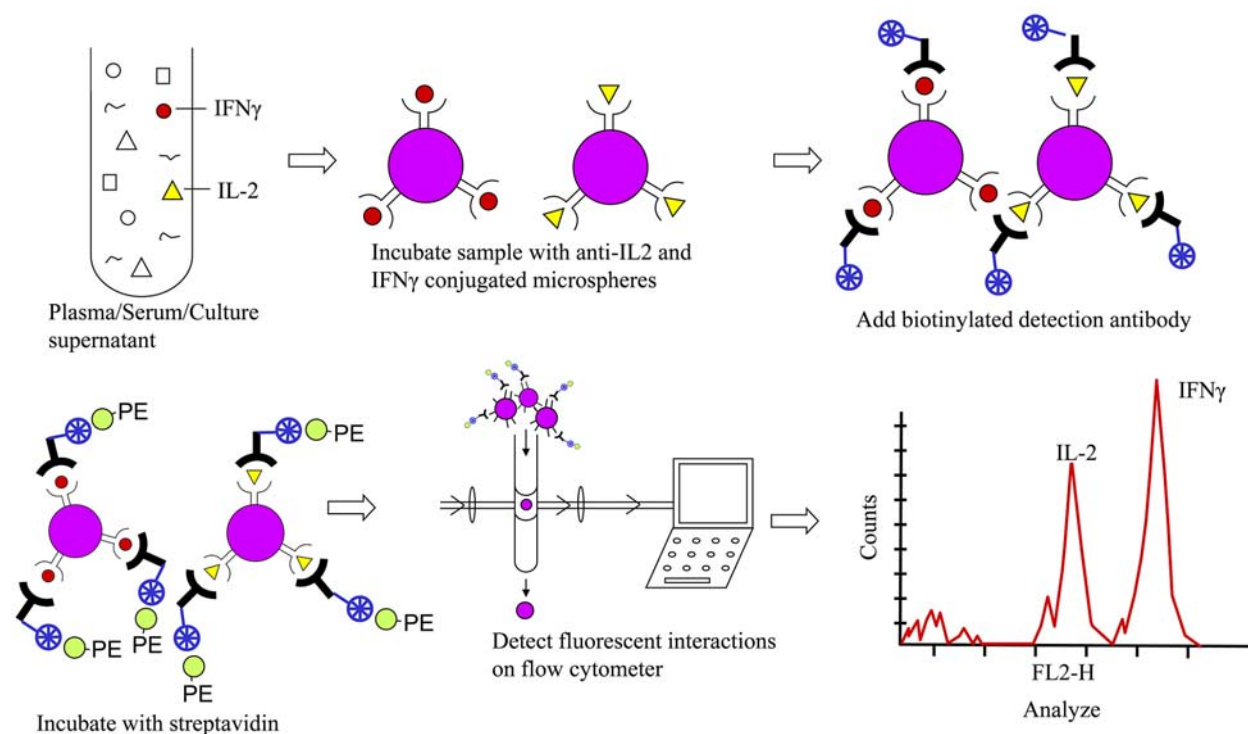 IFNγ
IL-2
Plasma/Serum/Culture
supernatant
Incubate sample with anti-IL2 and
IFNγ conjugated microspheres
Add biotinylated detection antibody
PE
PE
PE
PE
PE
PE
Incubate with streptavidin
Detect fluorescent interactions
on flow cytometer
Counts
IL-2
IFNγ
FL2-H
Analyze